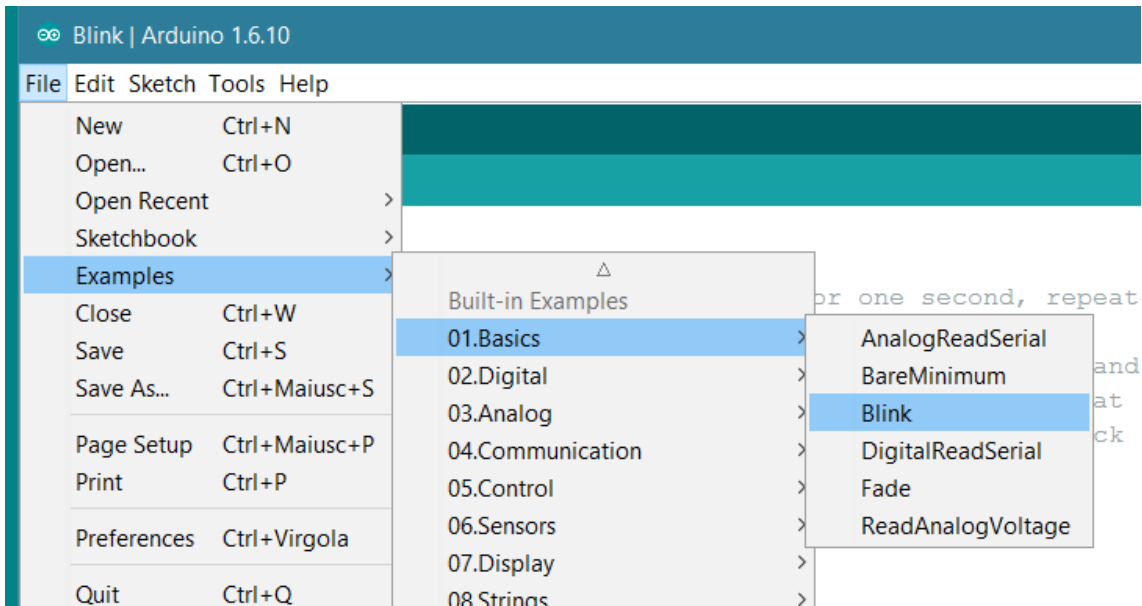 Blink | Arduino 1.6.10
File Edit Sketch Tools Help
New Ctrl+N
Open... Ctrl+O
Open Recent
Sketchbook
Examples
Close Ctrl+W
Save Ctrl+S
Save As... Ctrl+Maiusc+S
Page Setup Ctrl+Maiusc+P
Print Ctrl+P
Preferences Ctrl+Virgola
Quit Ctrl+Q
Built-in Examples
01.Basics
02.Digital
03.Analog
04.Communication
05.Control
06.Sensors
07.Display
08.Strings
AnalogReadSerial
BareMinimum
Blink
DigitalReadSerial
Fade
ReadAnalogVoltage
or one second, repeat
and
at
ck